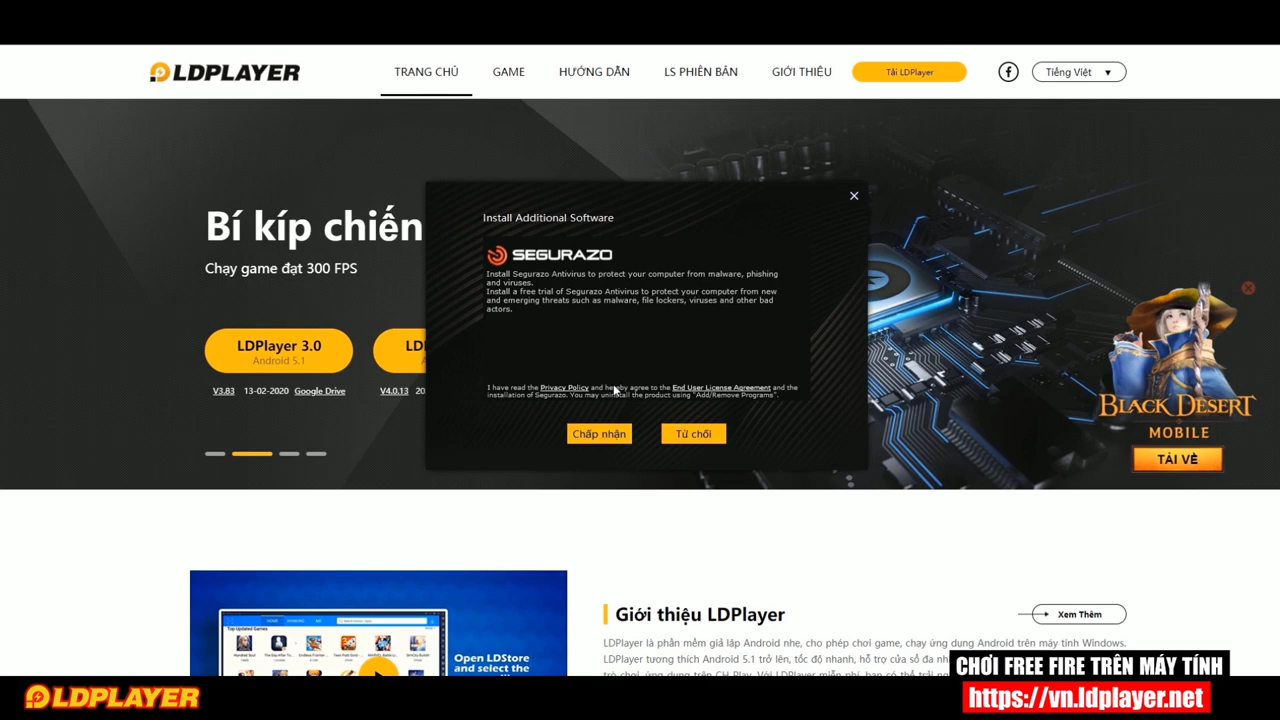 LDPLAYER
TRANG CHỦ
GAME
HƯỚNG DẪN
LS PHIÊN BẢN
GIỚI THIỆU
Tải LDPlayer
Tiếng Việt
Bí kíp chiến
Chạy game đạt 300 FPS
LDPlayer 3.0
Android 5.1
LD
V3.83 13-02-2020 Google Drive
V4.0.13 20
Install Additional Software
SEGURAZO
Install Segurazo Antivirus to protect your computer from malware, phishing
and viruses.
Install a free trial of Segurazo Antivirus to protect your computer from new
and emerging threats such as malware, file lockers, viruses and other bad
actors.
I have read the Privacy Policy and hereby agree to the End User License Agreement and the
installation of Segurazo. You may uninstall the product using "Add/Remove Programs".
Chấp nhận
Từ chối
BLACK DESERT
MOBILE
TẢI VỀ
Open LDStore
and select the
Giới thiệu LDPlayer
Xem Thêm
LDPlayer là phần mềm giả lập Android nhẹ, cho phép chơi game, chạy ứng dụng Android trên máy tính Windows.
LDPlayer tương thích Android 5.1 trở lên, tốc độ nhanh, hỗ trợ cửa sổ đa nh
CHƠI FREE FIRE TRÊN MÁY TÍNH
https://vn.ldplayer.net
LDPLAYER